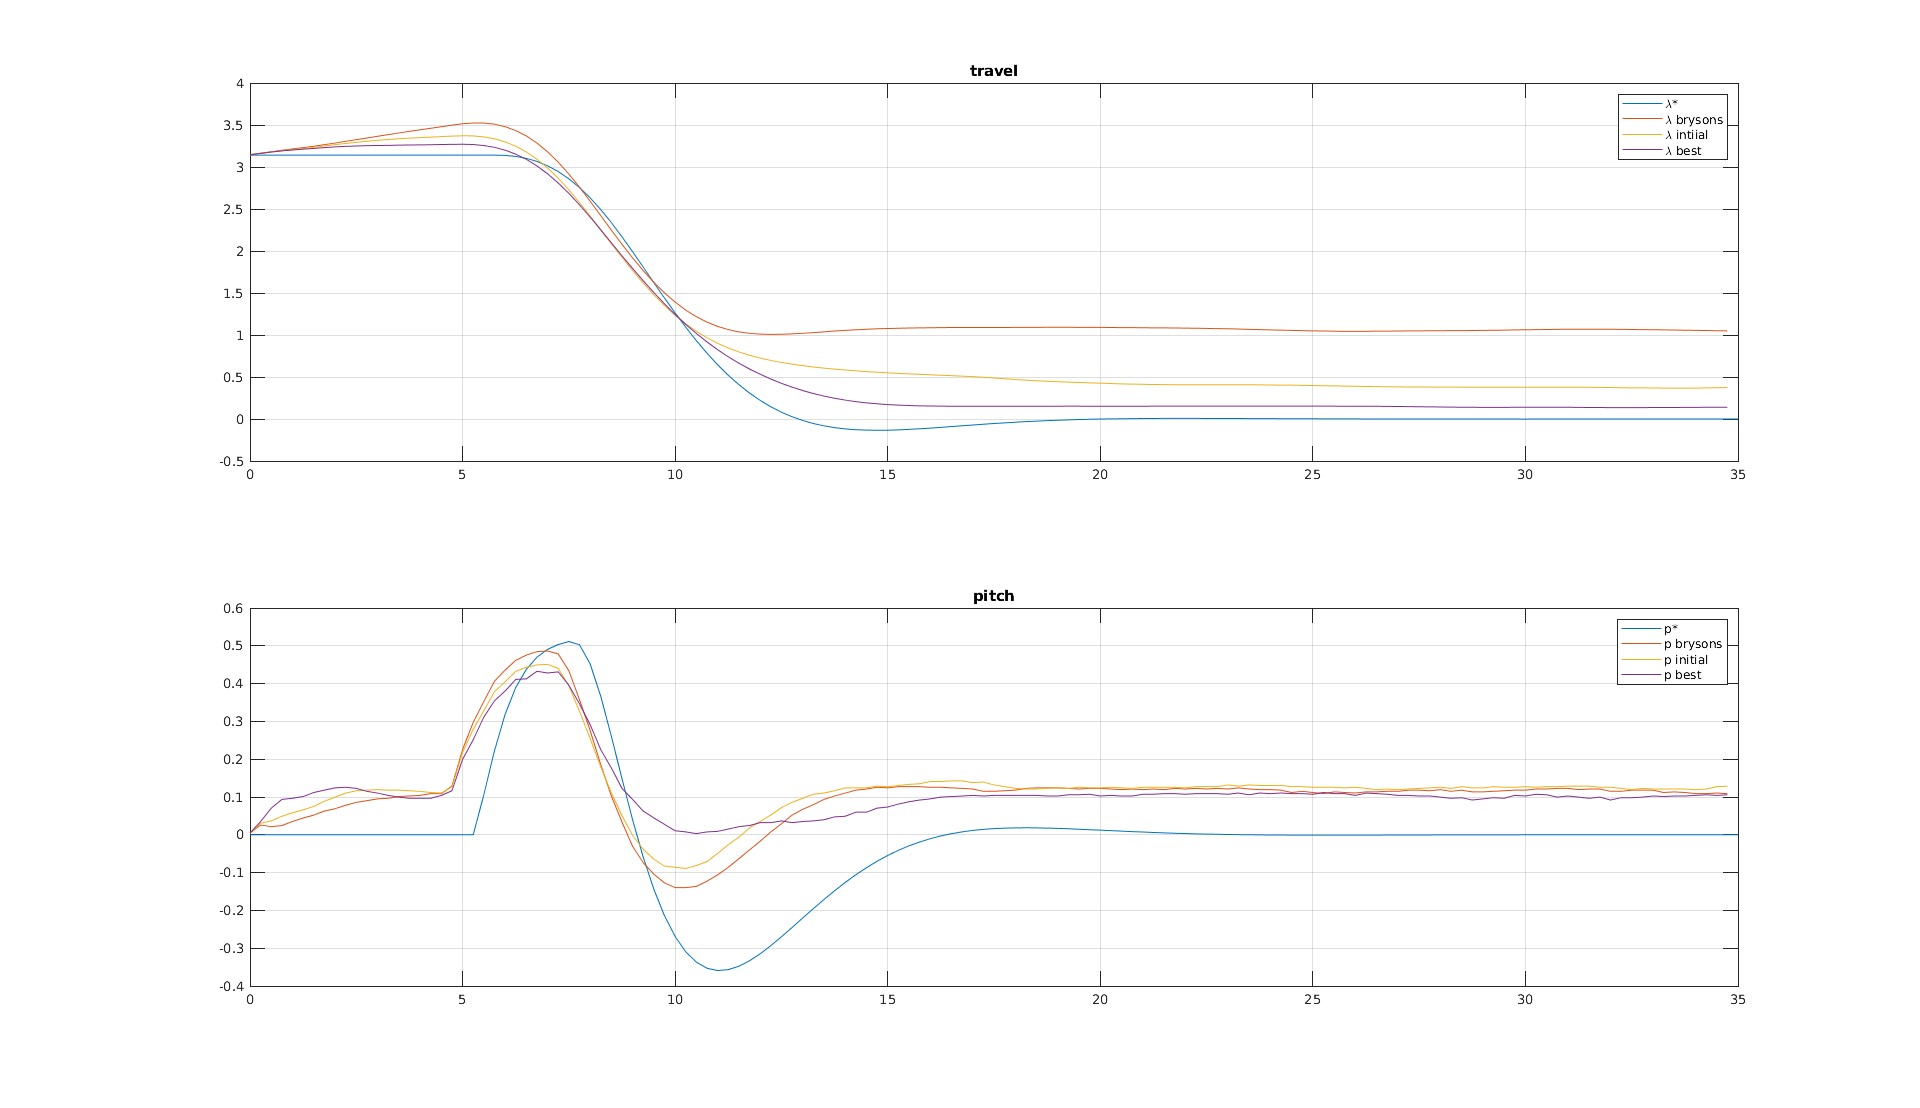 travel
4
3.5
3
2.5
2
1.5
1
0.5
0
-0.5
0 5 10 15 20 25 30 35
λ*
λ brysons
λ intiial
λ best
pitch
0.6
0.5
0.4
0.3
0.2
0.1
0
-0.1
-0.2
-0.3
-0.4
0 5 10 15 20 25 30 35
p*
p brysons
p initial
p best